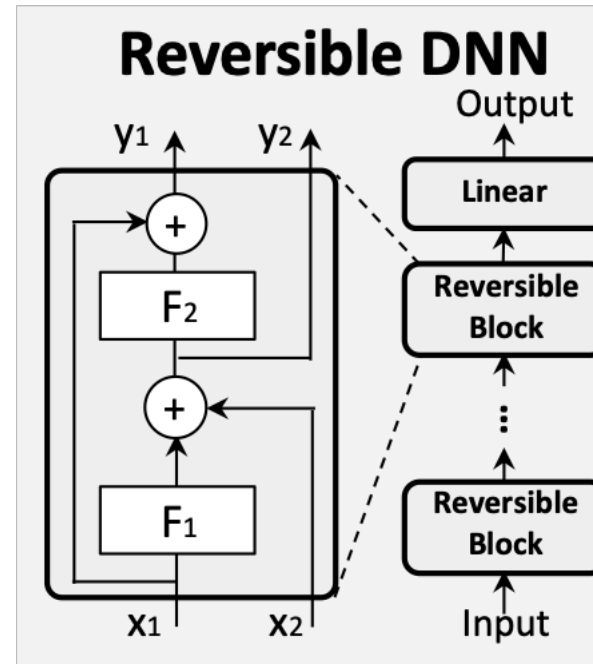 Reversible DNN
y1
y2
+
F2
+
F1
x1
x2
Output
Linear
Reversible
Block
...
Reversible
Block
Input